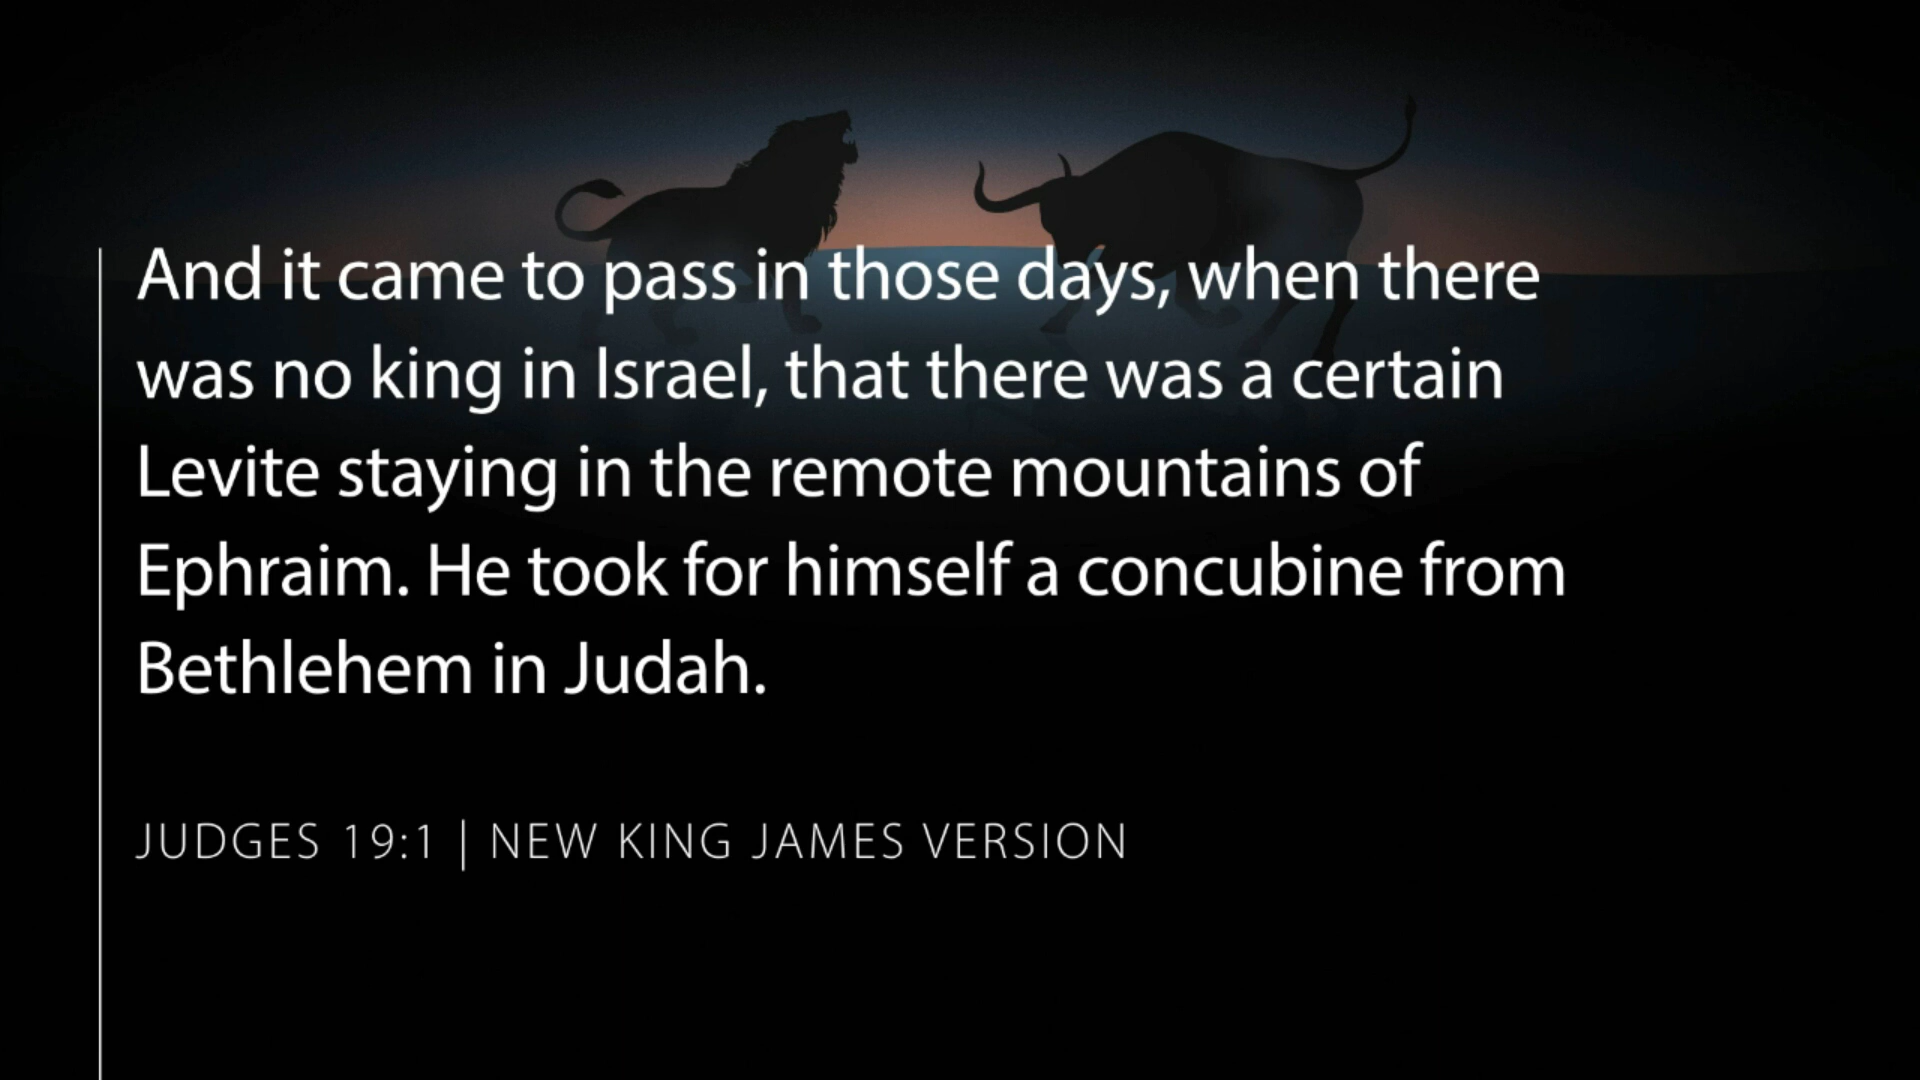 And it came to pass in those days, when there
was no king in Israel, that there was a certain
Levite staying in the remote mountains of
Ephraim. He took for himself a concubine from
Bethlehem in Judah.
JUDGES 19:1 | NEW KING JAMES VERSION